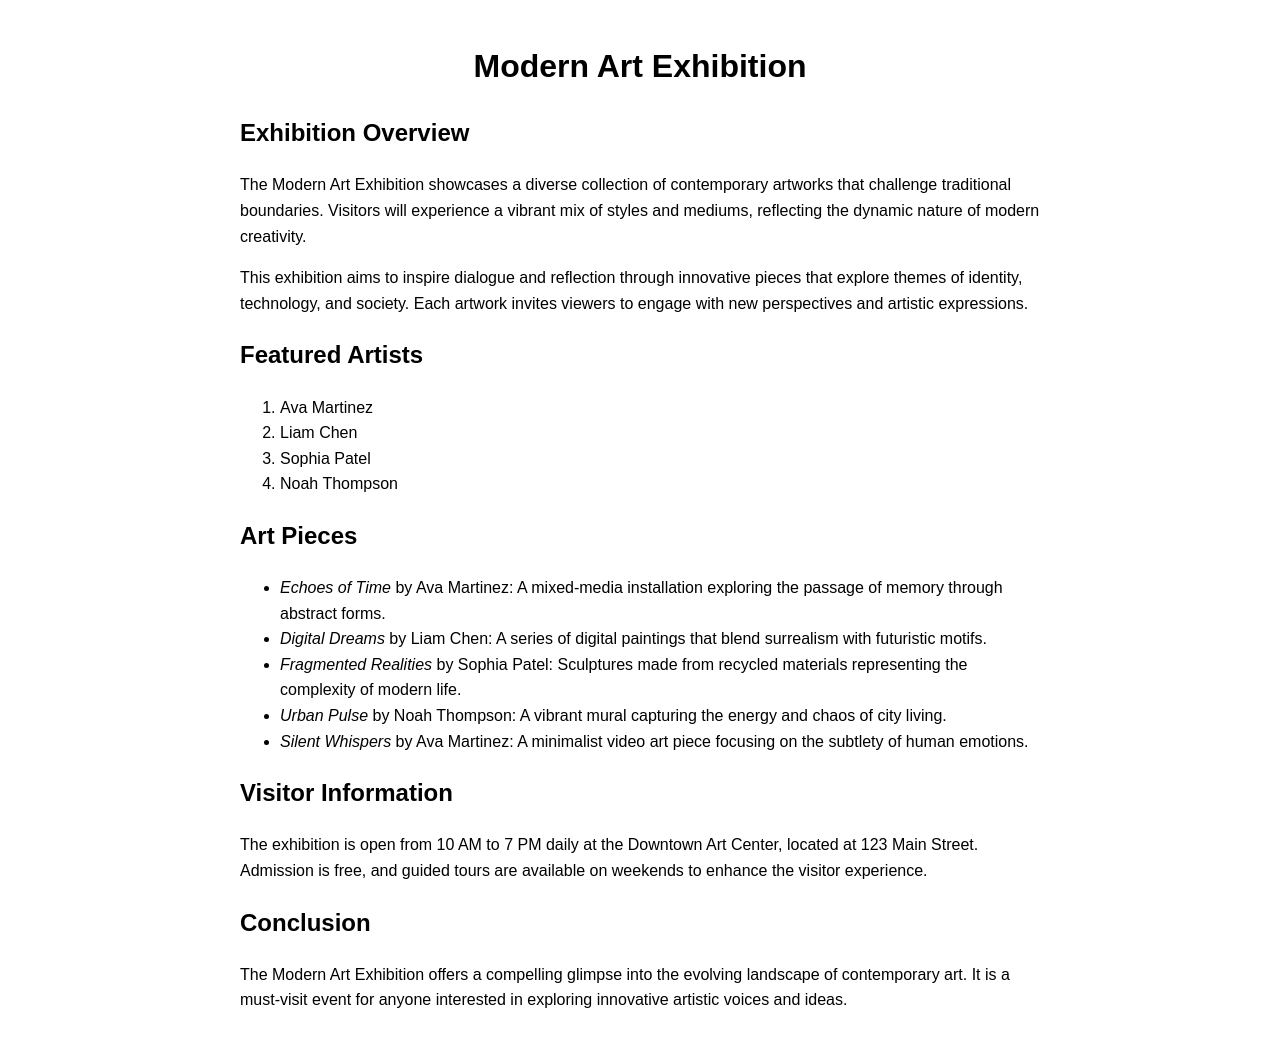 Modern Art Exhibition
Exhibition Overview
The Modern Art Exhibition showcases a diverse collection of contemporary artworks that challenge traditional
boundaries. Visitors will experience a vibrant mix of styles and mediums, reflecting the dynamic nature of modern
creativity.
This exhibition aims to inspire dialogue and reflection through innovative pieces that explore themes of identity,
technology, and society. Each artwork invites viewers to engage with new perspectives and artistic expressions.
Featured Artists
1. Ava Martinez
2. Liam Chen
3. Sophia Patel
4. Noah Thompson
Art Pieces
• Echoes of Time by Ava Martinez: A mixed-media installation exploring the passage of memory through
abstract forms.
• Digital Dreams by Liam Chen: A series of digital paintings that blend surrealism with futuristic motifs.
• Fragmented Realities by Sophia Patel: Sculptures made from recycled materials representing the
complexity of modern life.
• Urban Pulse by Noah Thompson: A vibrant mural capturing the energy and chaos of city living.
• Silent Whispers by Ava Martinez: A minimalist video art piece focusing on the subtlety of human emotions.
Visitor Information
The exhibition is open from 10 AM to 7 PM daily at the Downtown Art Center, located at 123 Main Street.
Admission is free, and guided tours are available on weekends to enhance the visitor experience.
Conclusion
The Modern Art Exhibition offers a compelling glimpse into the evolving landscape of contemporary art. It is a
must-visit event for anyone interested in exploring innovative artistic voices and ideas.